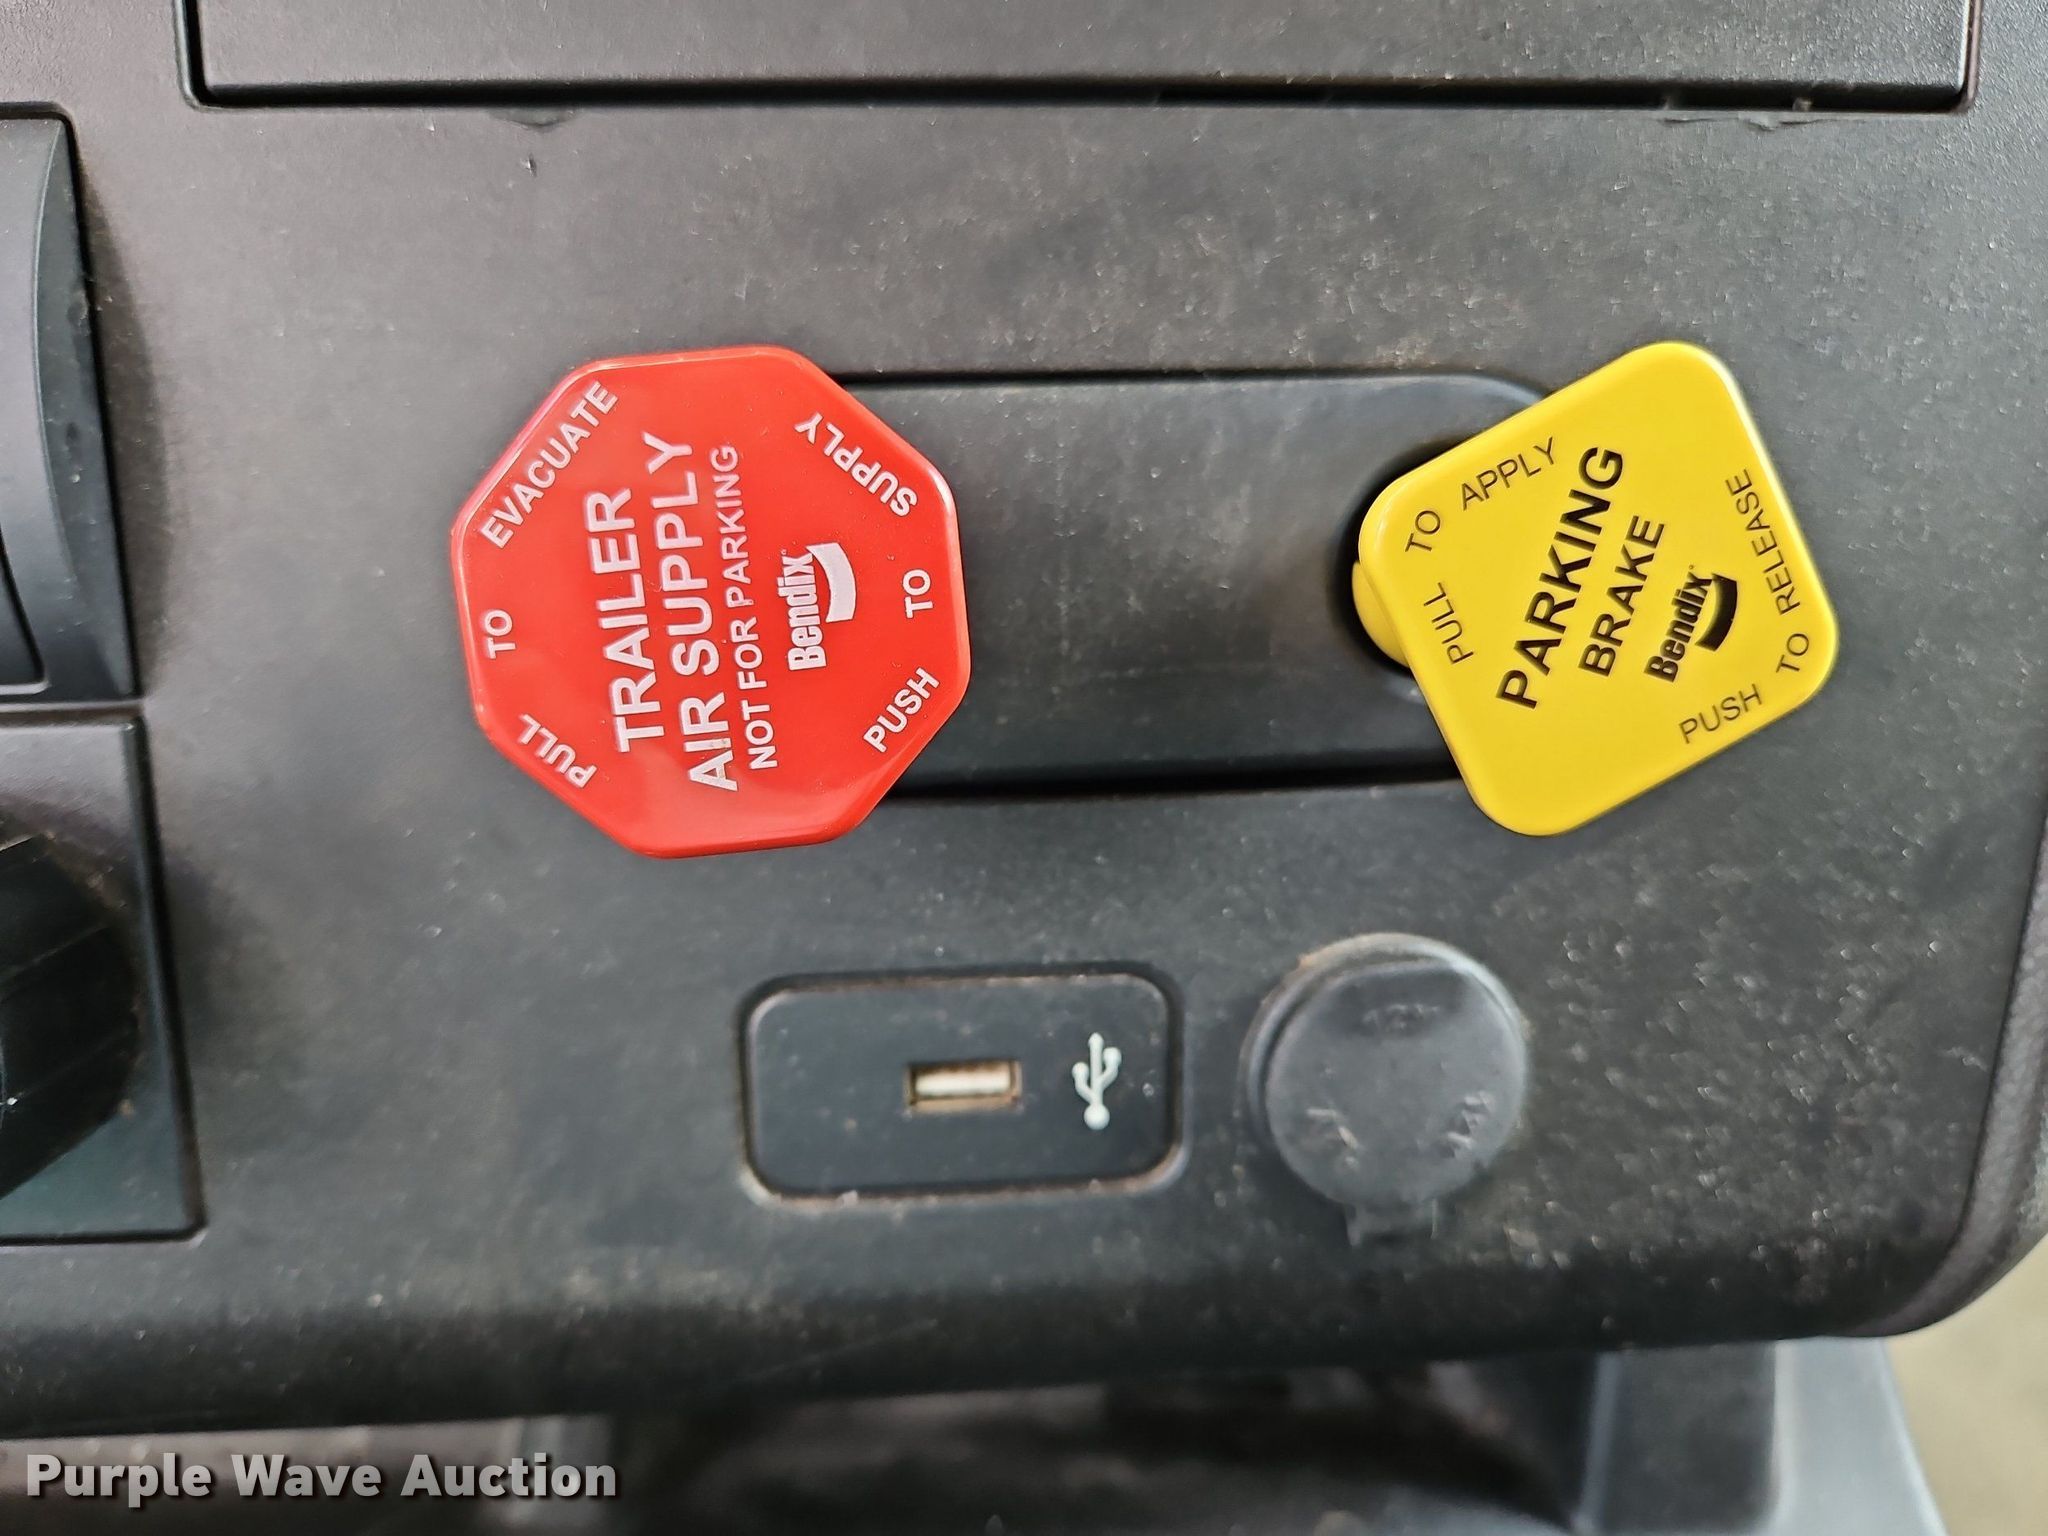 PULL TO EVACUATE
TRAILER
AIR SUPPLY
NOT FOR PARKING
Bendix
PUSH TO SUPPLY
PULL TO APPLY
PARKING
BRAKE
Bendix
PUSH TO RELEASE
Purple Wave Auction